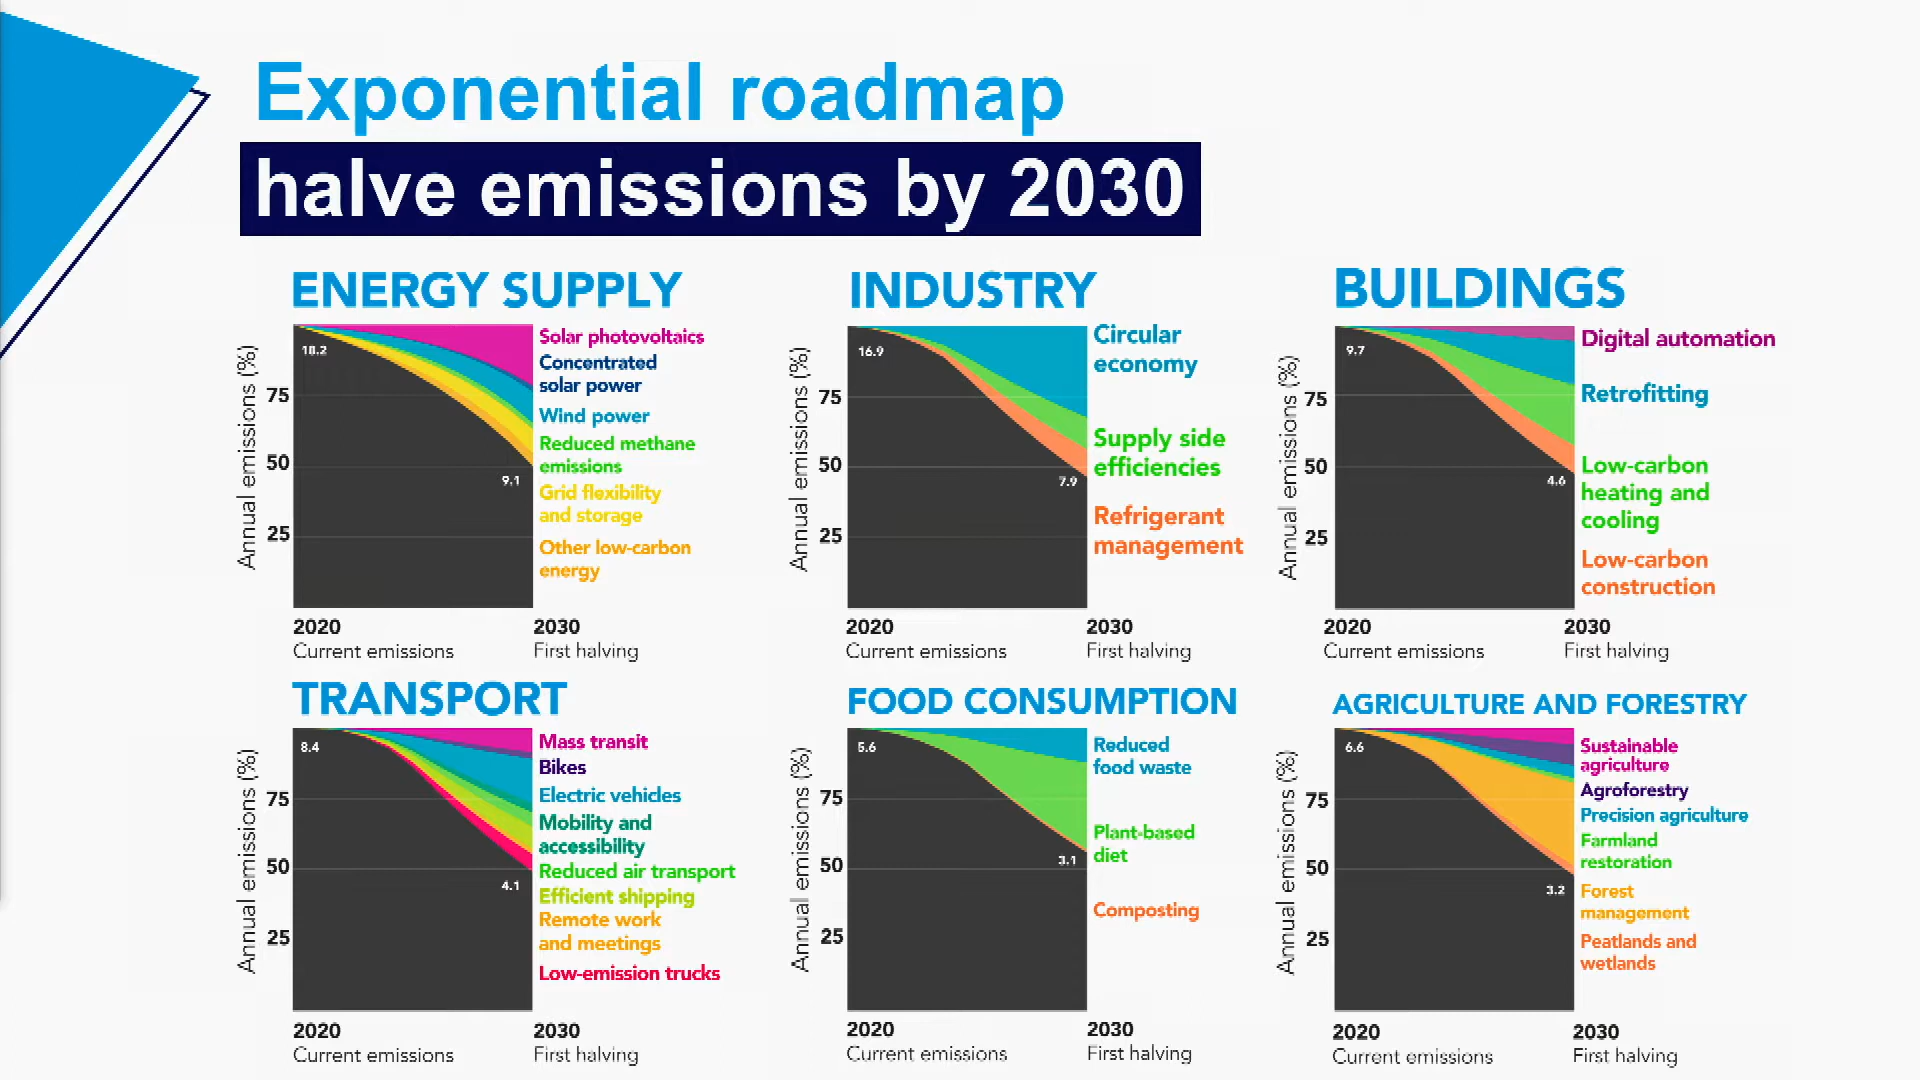 Exponential roadmap
halve emissions by 2030
ENERGY SUPPLY
Annual emissions (%)
75
50
25
18.2
9.1
Solar photovoltaics
Concentrated
solar power
Wind power
Reduced methane
emissions
Grid flexibility
and storage
Other low-carbon
energy
2020
Current emissions
2030
First halving
INDUSTRY
Annual emissions (%)
75
50
25
16.9
7.9
Circular
economy
Supply side
efficiencies
Refrigerant
management
2020
Current emissions
2030
First halving
BUILDINGS
Annual emissions (%)
75
50
25
9.7
4.6
Digital automation
Retrofitting
Low-carbon
heating and
cooling
Low-carbon
construction
2020
Current emissions
2030
First halving
TRANSPORT
Annual emissions (%)
75
50
25
8.4
4.1
Mass transit
Bikes
Electric vehicles
Mobility and
accessibility
Reduced air transport
Efficient shipping
Remote work
and meetings
Low-emission trucks
2020
Current emissions
2030
First halving
FOOD CONSUMPTION
Annual emissions (%)
75
50
25
5.6
3.1
Reduced
food waste
Plant-based
diet
Composting
2020
Current emissions
2030
First halving
AGRICULTURE AND FORESTRY
Annual emissions (%)
75
50
25
6.6
3.2
Sustainable
agriculture
Agroforestry
Precision agriculture
Farmland
restoration
Forest
management
Peatlands and
wetlands
2020
Current emissions
2030
First halving